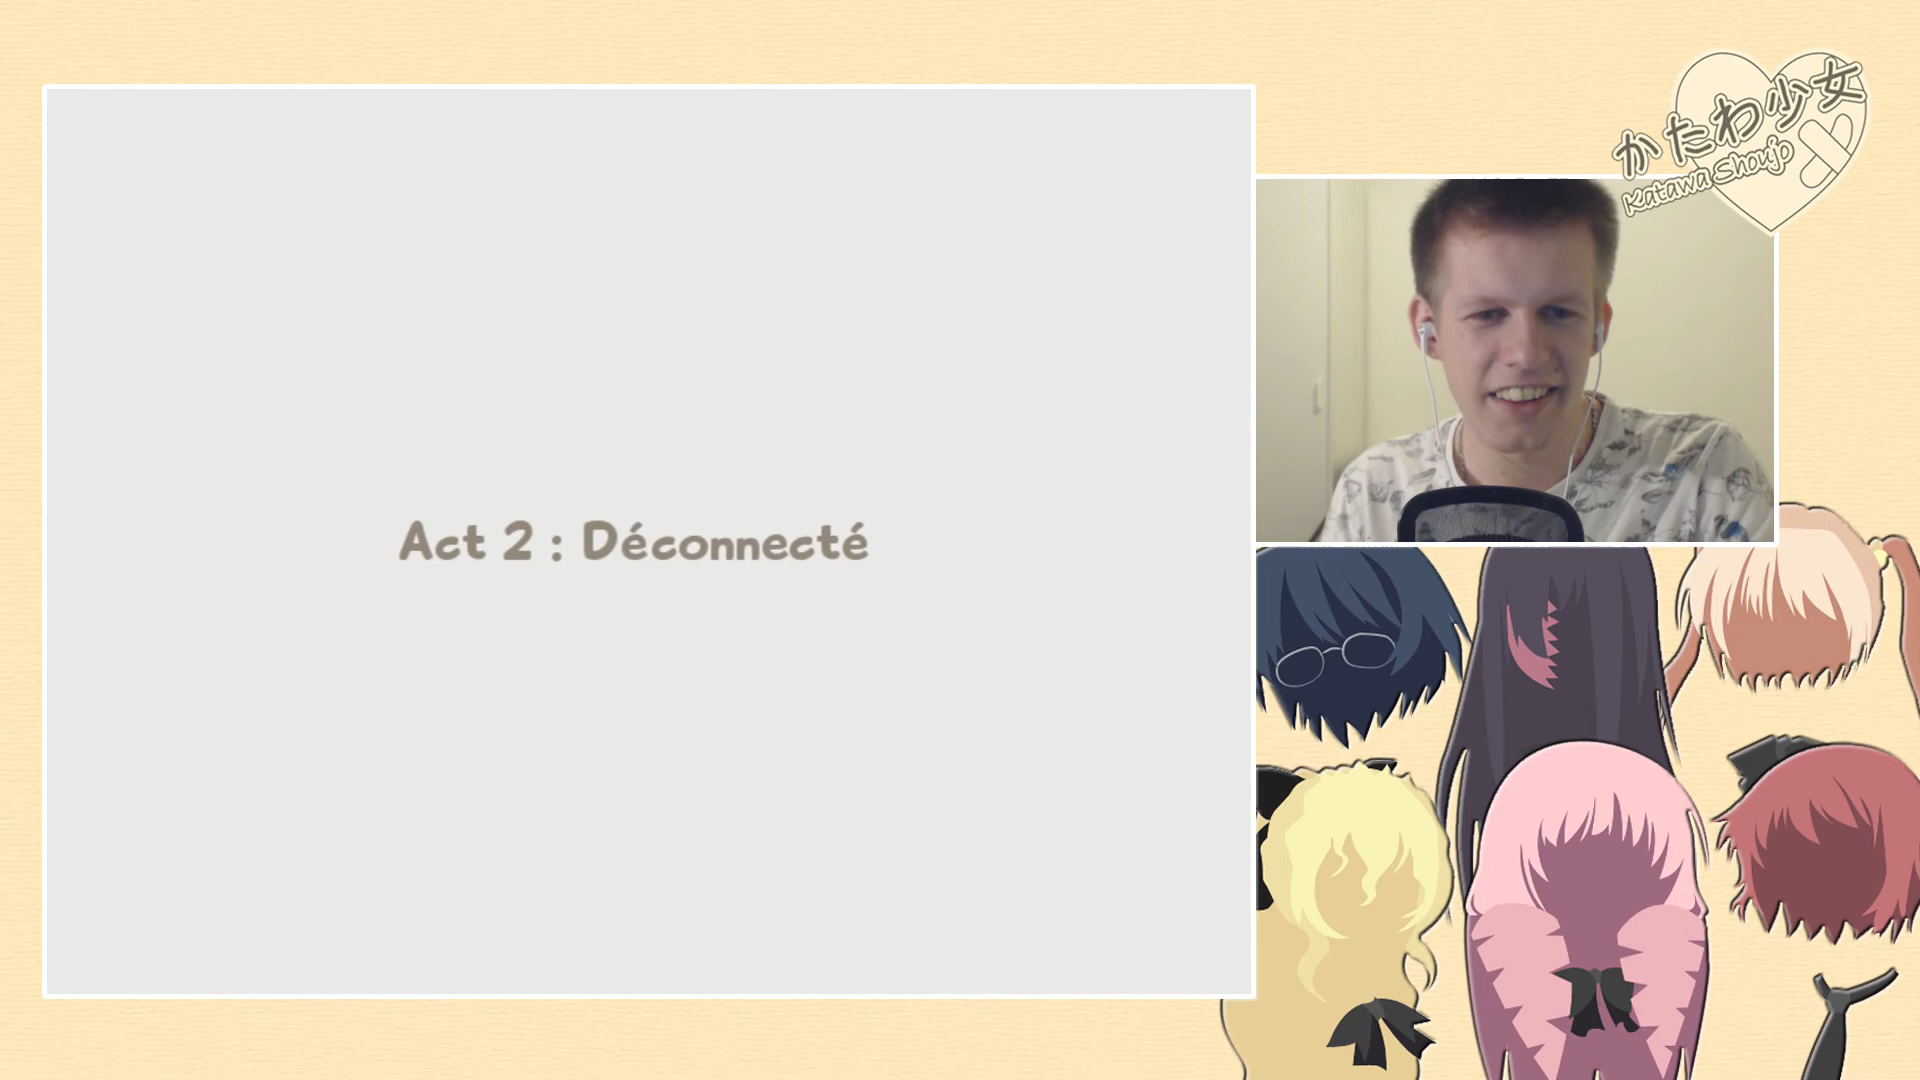 かたわ少女
Katawa Shoujo
Act 2 : Déconnecté